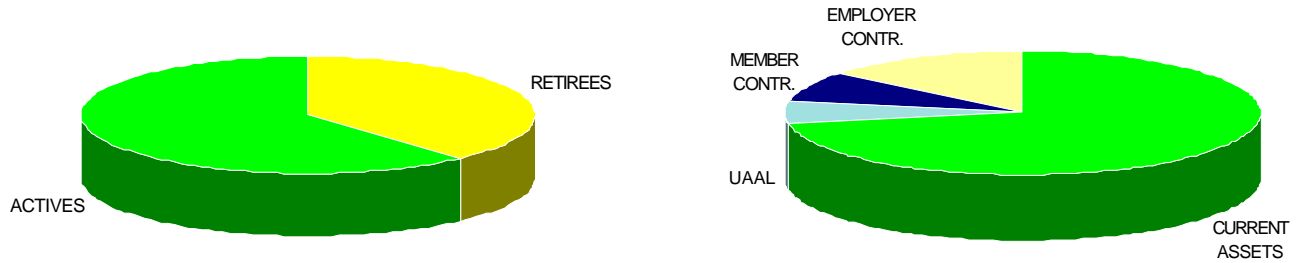 RETIREES
ACTIVES
EMPLOYER
CONTR.
MEMBER
CONTR.
UAAL
CURRENT
ASSETS